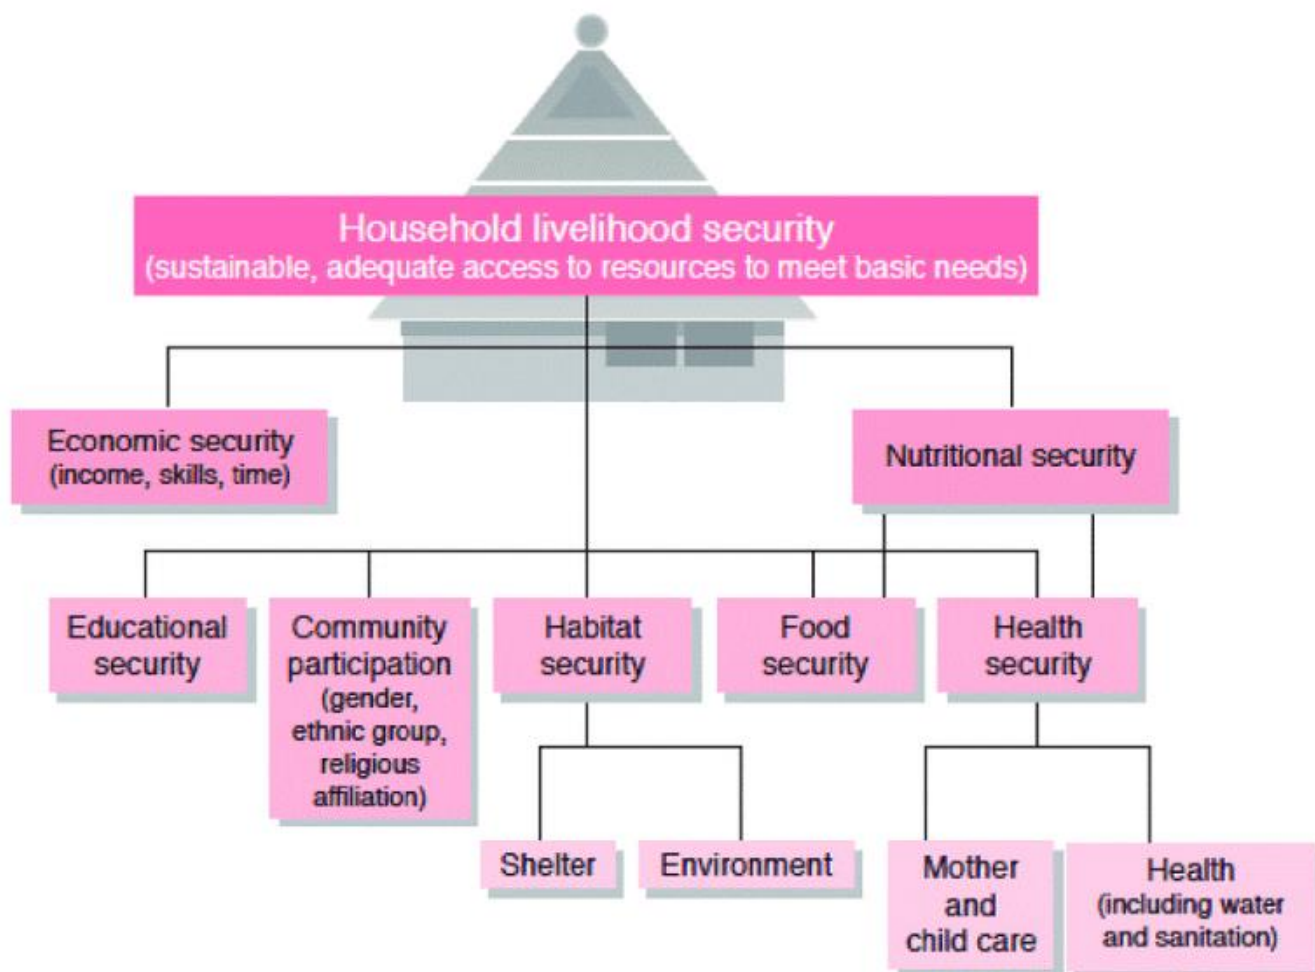 Household livelihood security
(sustainable, adequate access to resources to meet basic needs)
Economic security
(income, skills, time)
Nutritional security
Educational
security
Community
participation
(gender,
ethnic group,
religious
affiliation)
Habitat
security
Food
security
Health
security
Shelter
Environment
Mother
and
child care
Health
(including water
and sanitation)